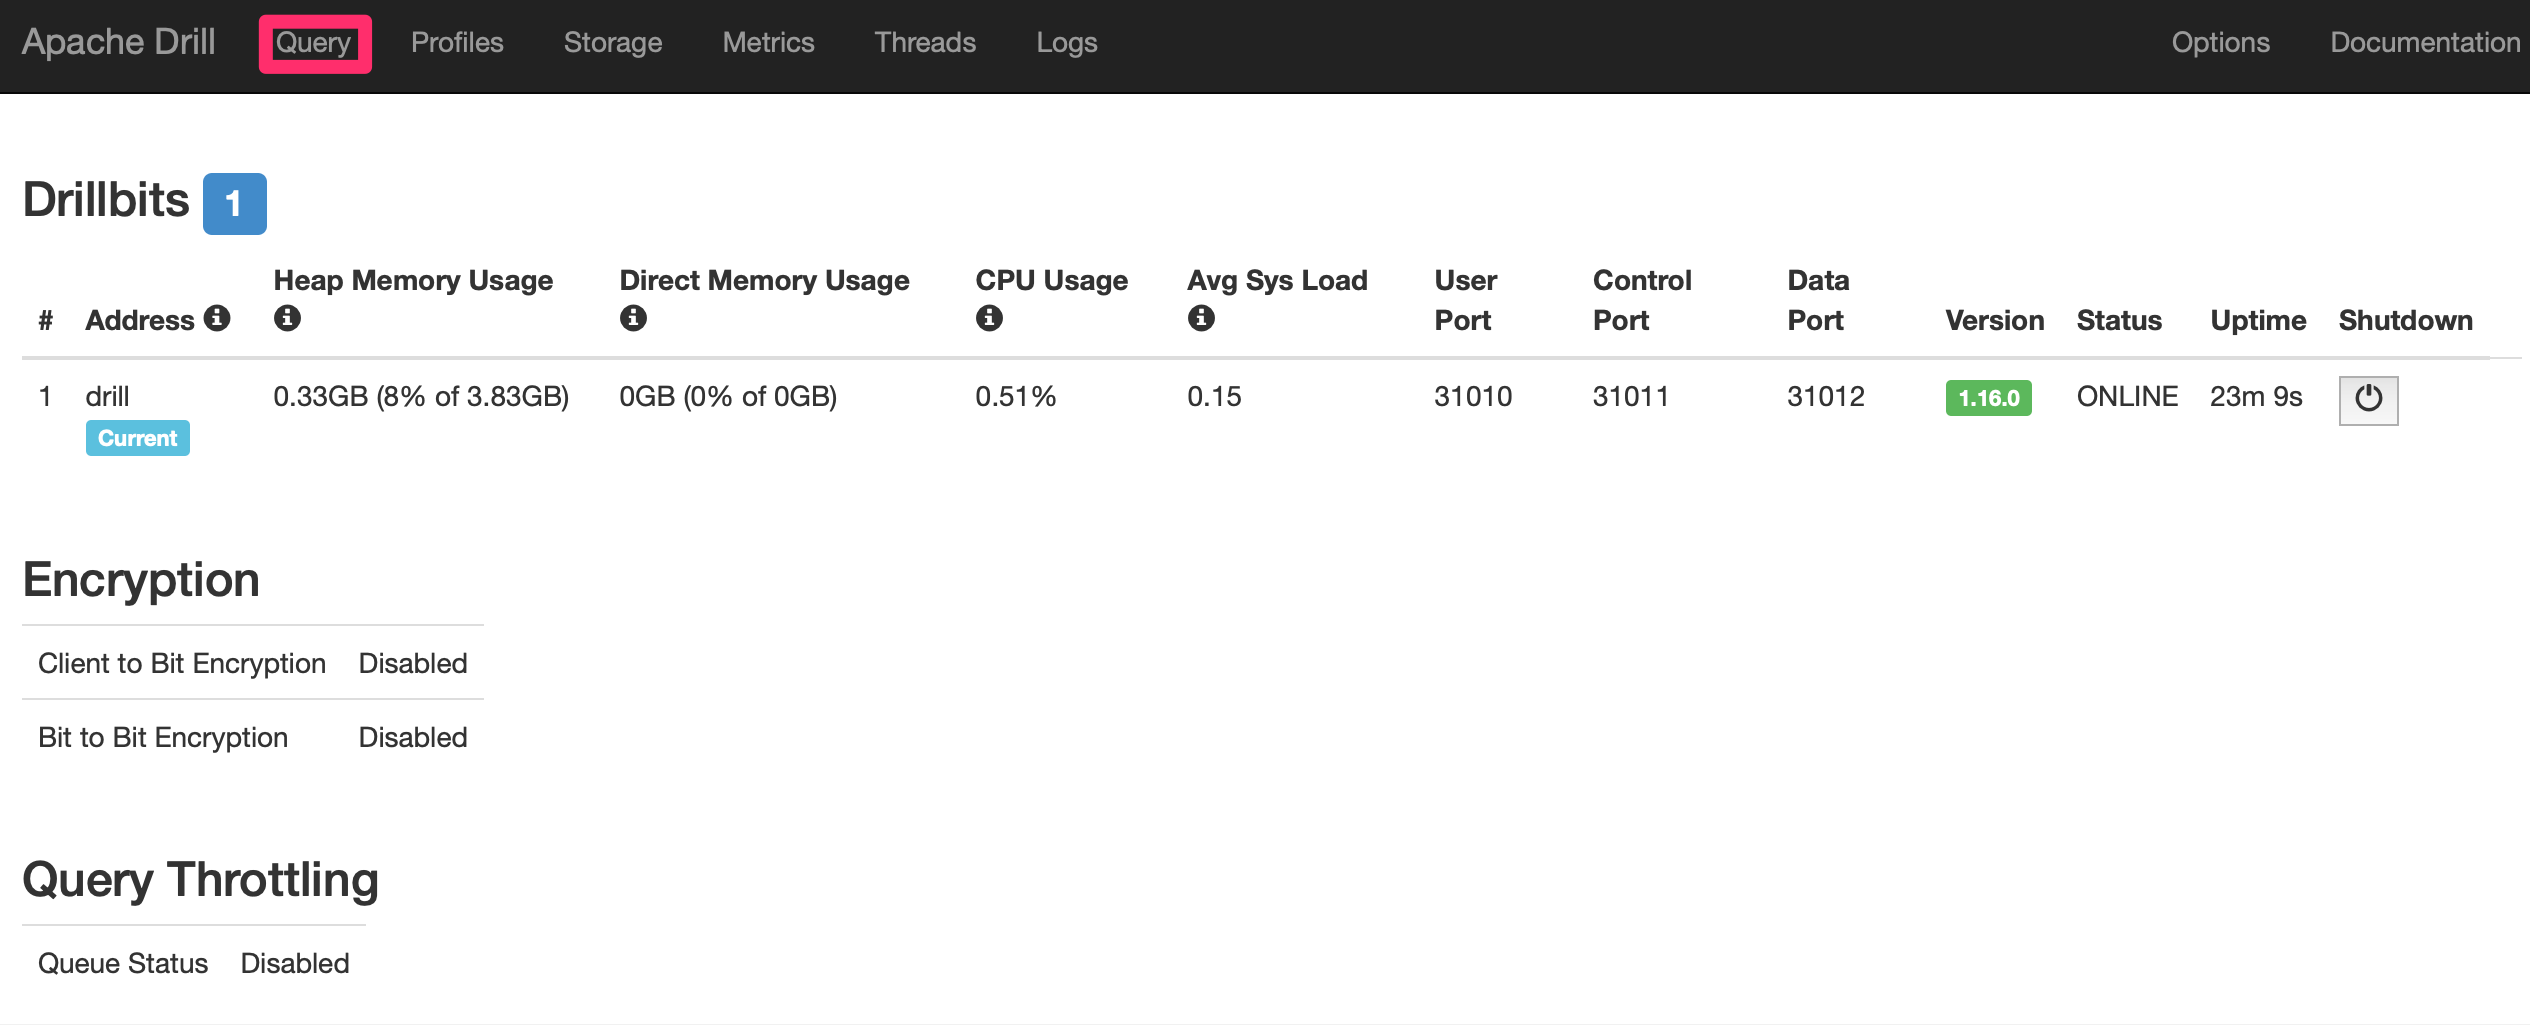 Apache Drill Query Profiles Storage Metrics Threads Logs Options Documentation
Drillbits 1
# Address Heap Memory Usage Direct Memory Usage CPU Usage Avg Sys Load User Port Control Port Data Port Version Status Uptime Shutdown
1 drill 0.33GB (8% of 3.83GB) 0GB (0% of 0GB) 0.51% 0.15 31010 31011 31012 1.16.0 ONLINE 23m 9s
Current
Encryption
Client to Bit Encryption Disabled
Bit to Bit Encryption Disabled
Query Throttling
Queue Status Disabled